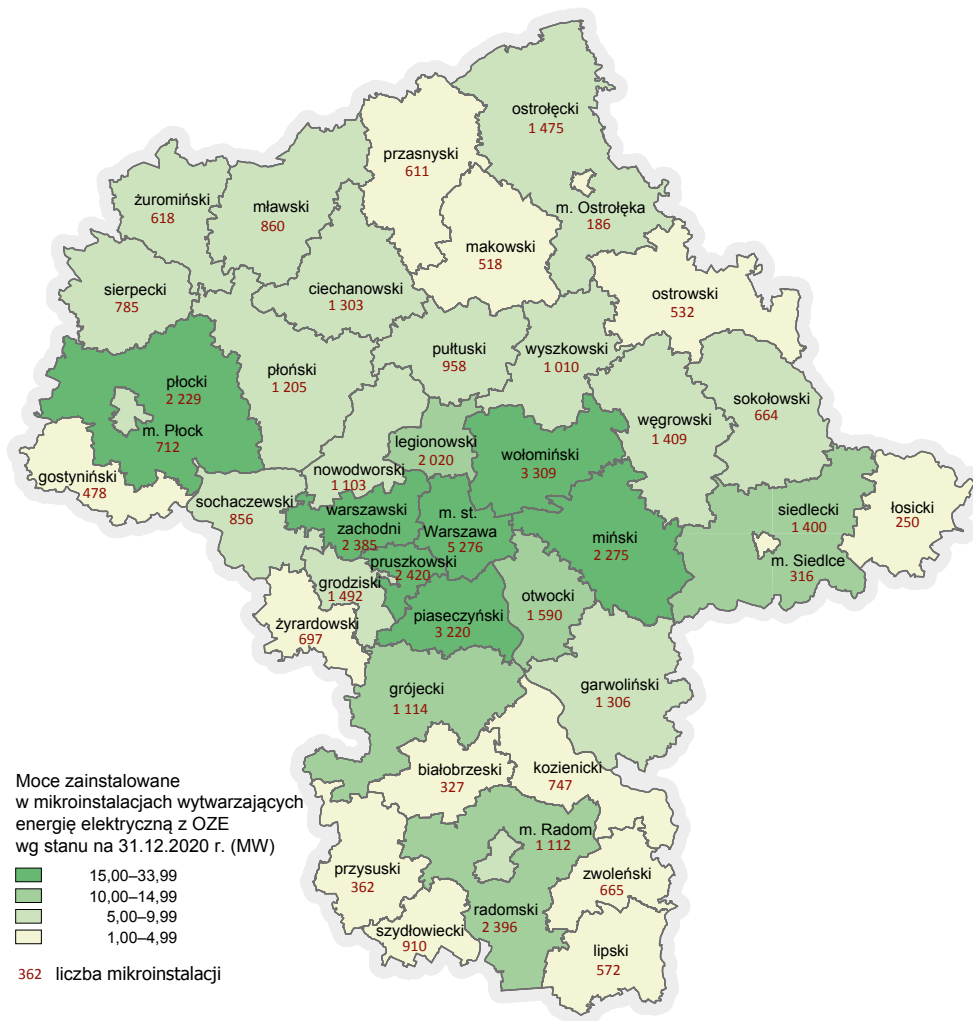 ostrołęcki
1 475
przasnyski
611
żuromiński
618
mławski
860
m. Ostrołęka
186
makowski
518
sierpecki
785
ciechanowski
1 303
ostrowski
532
płoński
1 205
pułtuski
958
wyszkowski
1 010
płocki
2 229
m. Płock
712
sokołowski
664
węgrowski
1 409
legionowski
2 020
wołomiński
3 309
gostyniński
478
nowodworski
1 103
sochaczewski
856
warszawski
zachodni
2 385
m. st.
Warszawa
5 276
siedlecki
1 400
łosicki
250
miński
2 275
m. Siedlce
316
pruszkowski
2 420
grodziski
1 492
otwocki
1 590
piaseczyński
3 220
żyrardowski
697
grójecki
1 114
garwoliński
1 306
białobrzeski
327
kozienicki
747
m. Radom
1 112
przysuski
362
zwoleński
665
radomski
2 396
szydłowiecki
910
lipski
572
Moce zainstalowane
w mikroinstalacjach wytwarzających
energię elektryczną z OZE
wg stanu na 31.12.2020 r. (MW)
15,00–33,99
10,00–14,99
5,00–9,99
1,00–4,99
362 liczba mikroinstalacji